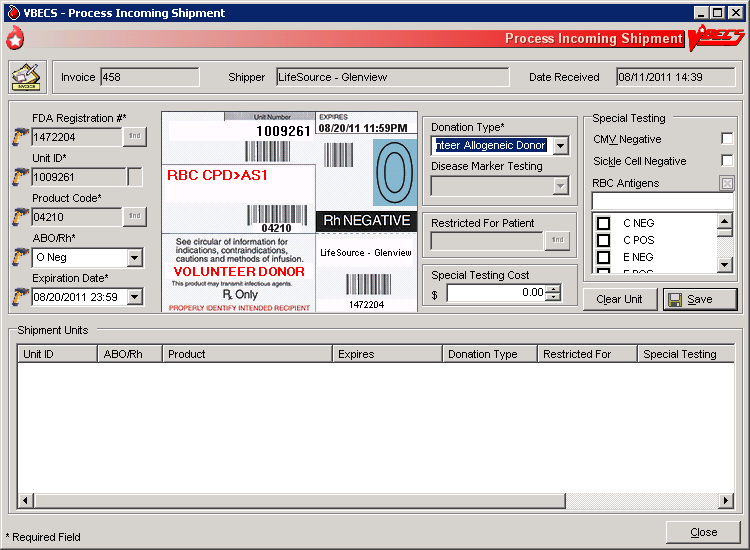 VBECS - Process Incoming Shipment
Process Incoming Shipment VBECS
INVOICE
Invoice 458 Shipper LifeSource - Glenview Date Received 08/11/2011 14:39
FDA Registration #*
1472204 find
Unit ID*
1009261
Product Code*
04210 find
ABO/Rh*
O Neg
Expiration Date*
08/20/2011 23:59
Unit Number
1009261
EXPIRES
08/20/11 11:59PM
RBC CPD>AS1
O
04210
Rh NEGATIVE
See circular of information for
indications, contraindications,
cautions and methods of infusion.
VOLUNTEER DONOR
This product may transmit infectious agents.
Rx Only
PROPERLY IDENTIFY INTENDED RECIPIENT
LifeSource - Glenview
1472204
Donation Type*
nteer Allogeneic Donor
Disease Marker Testing
Restricted For Patient
find
Special Testing Cost
$ 0.00
Special Testing
CMV Negative
Sickle Cell Negative
RBC Antigens
C NEG
C POS
E NEG
E POS
Clear Unit Save
Shipment Units
Unit ID ABO/Rh Product Expires Donation Type Restricted For Special Testing
* Required Field
Close